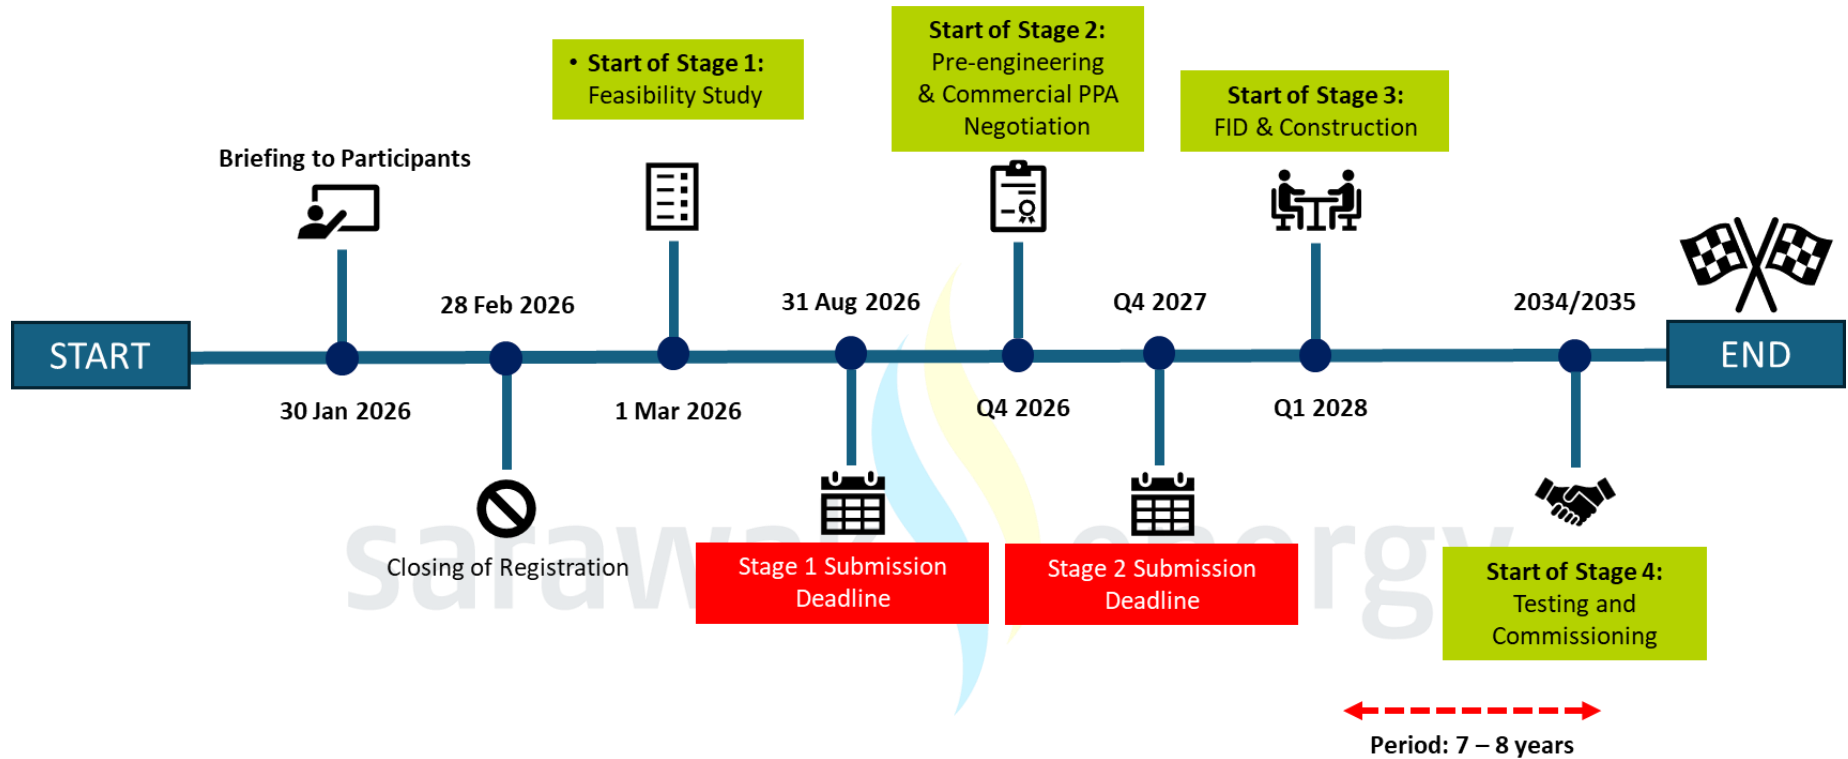 Start of Stage 2:
Pre-engineering
& Commercial PPA
Negotiation
• Start of Stage 1:
Feasibility Study
Start of Stage 3:
FID & Construction
Briefing to Participants
28 Feb 2026
31 Aug 2026
Q4 2027
2034/2035
START
END
30 Jan 2026
1 Mar 2026
Q4 2026
Q1 2028
sarawak energy
Closing of Registration
Stage 1 Submission
Deadline
Stage 2 Submission
Deadline
Start of Stage 4:
Testing and
Commissioning
Period: 7 – 8 years